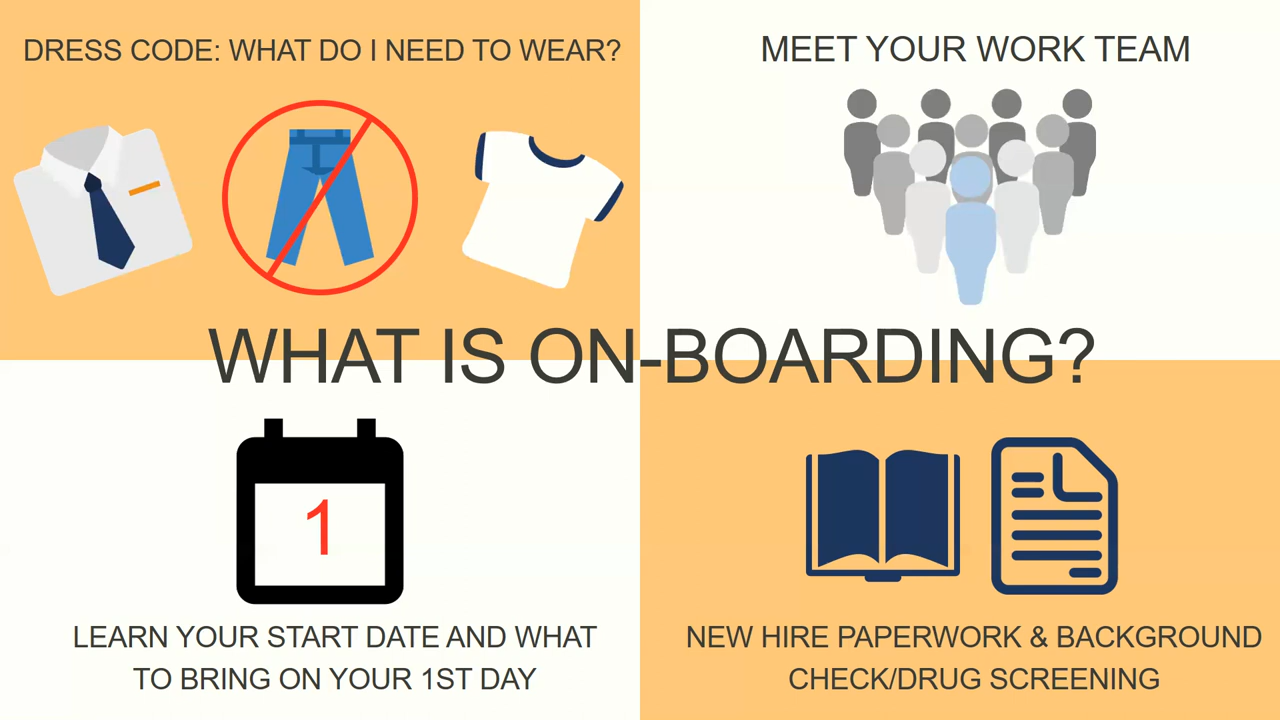 DRESS CODE: WHAT DO I NEED TO WEAR?
MEET YOUR WORK TEAM
WHAT IS ON-BOARDING?
1
LEARN YOUR START DATE AND WHAT
TO BRING ON YOUR 1ST DAY
NEW HIRE PAPERWORK & BACKGROUND
CHECK/DRUG SCREENING